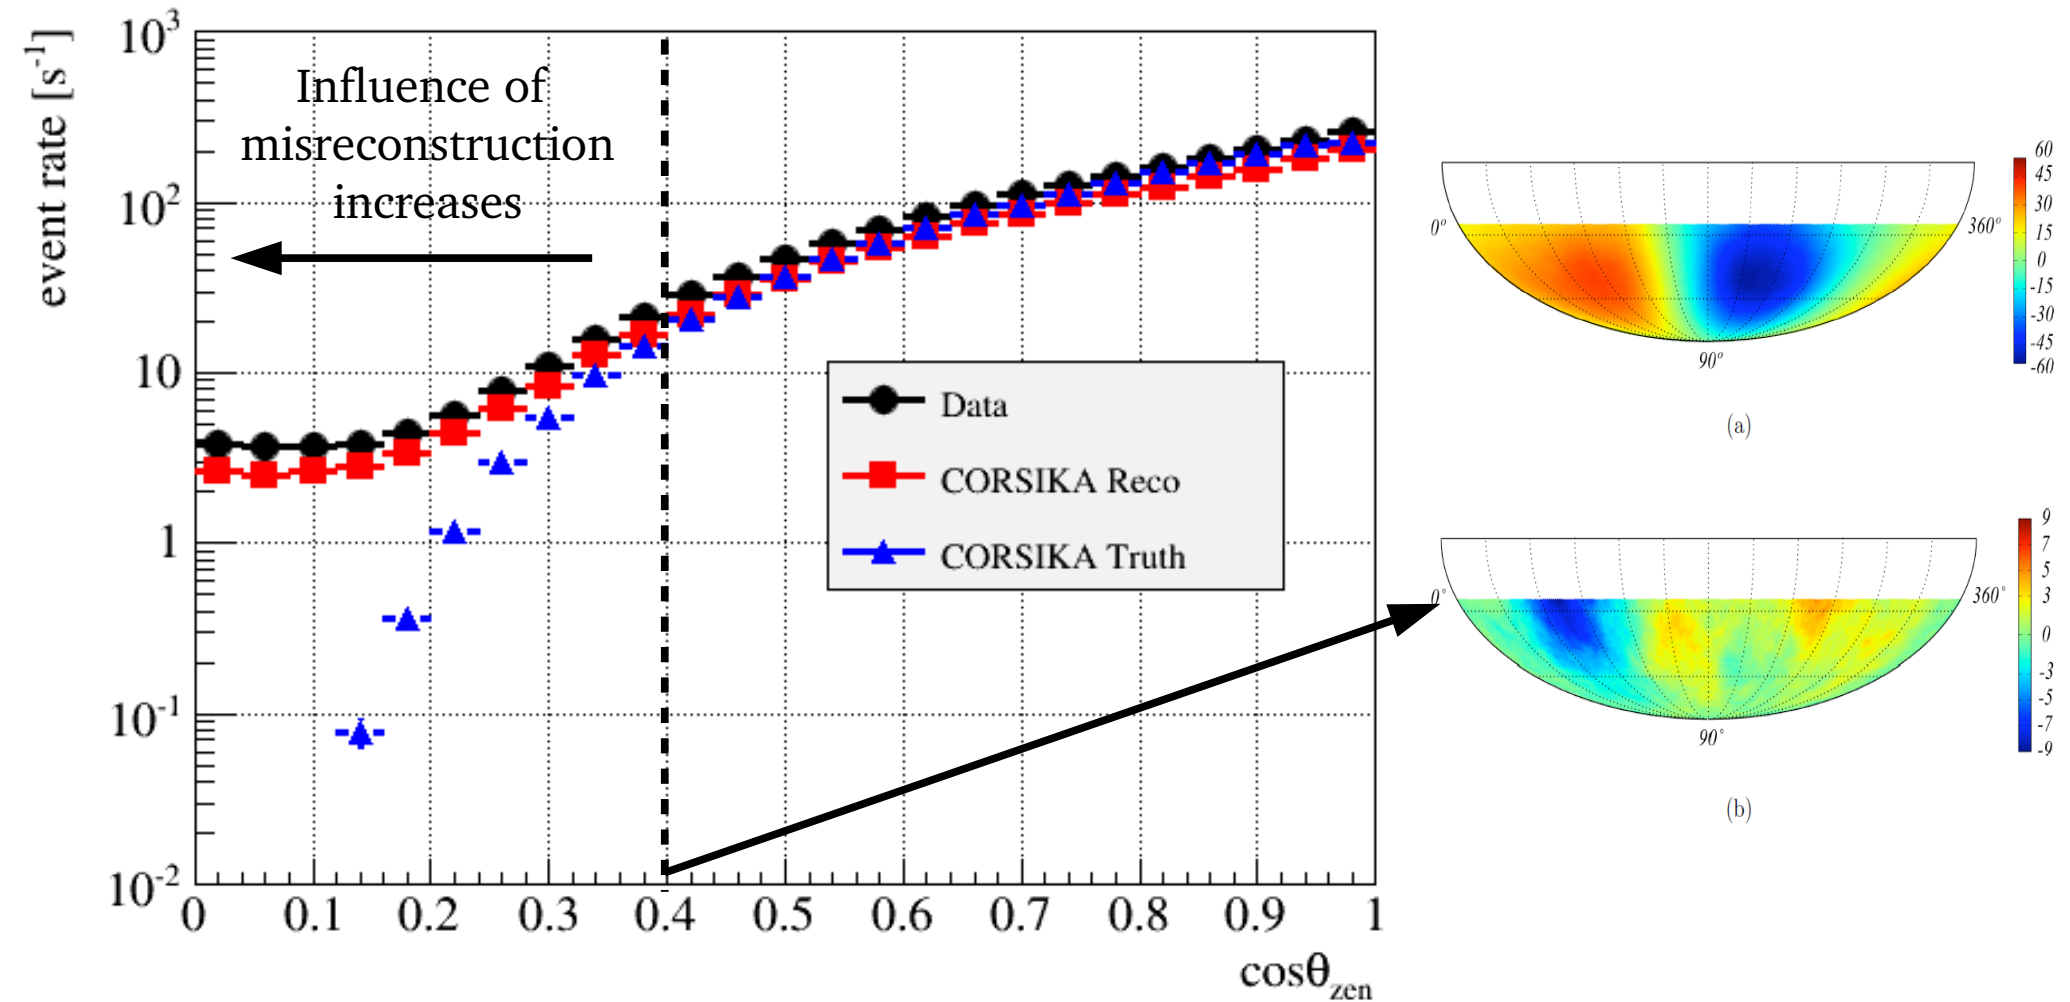 event rate [s⁻¹]
10³
10²
10
1
10⁻¹
10⁻²
Influence of
misreconstruction
increases
Data
CORSIKA Reco
CORSIKA Truth
0 0.1 0.2 0.3 0.4 0.5 0.6 0.7 0.8 0.9 1
cosθzen
0°
360°
90°
60
45
30
15
0
-15
-30
-45
-60
(a)
0°
360°
90°
9
7
5
3
0
-3
-5
-7
-9
(b)